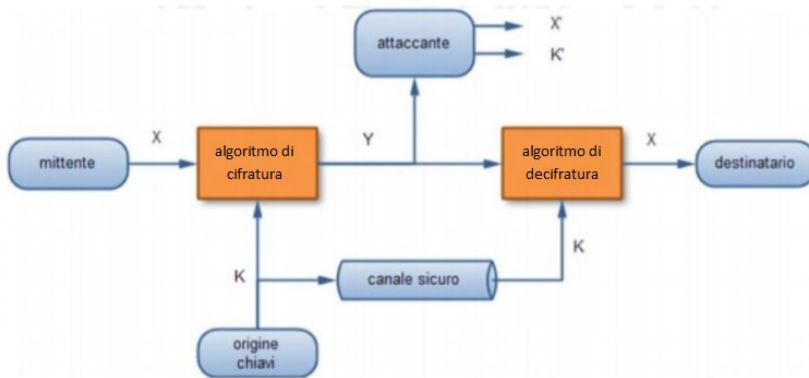 X'
attaccante
K'
X
Y
X
mittente
algoritmo di
cifratura
algoritmo di
decifratura
destinatario
K
K
canale sicuro
origine
chiavi